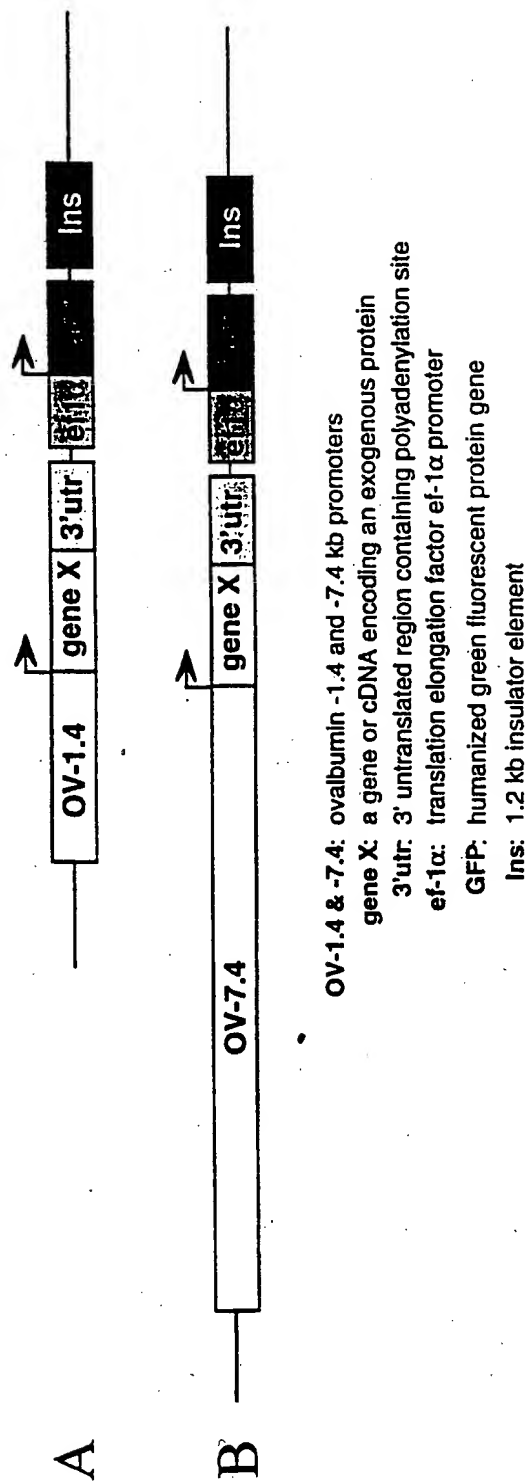 A
OV-1.4 gene X 3'utr ef1α Ins
B
OV-7.4 gene X 3'utr Ins
OV-1.4 & -7.4: ovalbumin -1.4 and -7.4 kb promoters
gene X: a gene or cDNA encoding an exogenous protein
3'utr: 3' untranslated region containing polyadenylation site
ef-1α: translation elongation factor ef-1α promoter
GFP: humanized green fluorescent protein gene
Ins: 1.2 kb insulator element